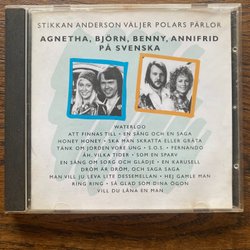 STIKKAN ANDERSON VÄLJER POLARS PÄRLOR
AGNETHA, BJÖRN, BENNY, ANNIFRID
PÅ SVENSKA
WATERLOO
ATT FINNAS TILL • EN SÅNG OCH EN SAGA
HONEY HONEY • SKA MAN SKRATTA ELLER GRÅTA
TÄNK OM JORDEN VORE UNG • S.O.S. • FERNANDO
ÅH, VILKA TIDER • SOM EN SPARV
EN SÅNG OM SORG OCH GLÄDJE • EN KARUSELL
DRÖM ÄR DRÖM, OCH SAGA SAGA
MAN VILL JU LEVA LITE DESSEMELLAN • HEJ GAMLE MAN
RING RING • SÅ GLAD SOM DINA ÖGON
VILL DU LÅNA EN MAN